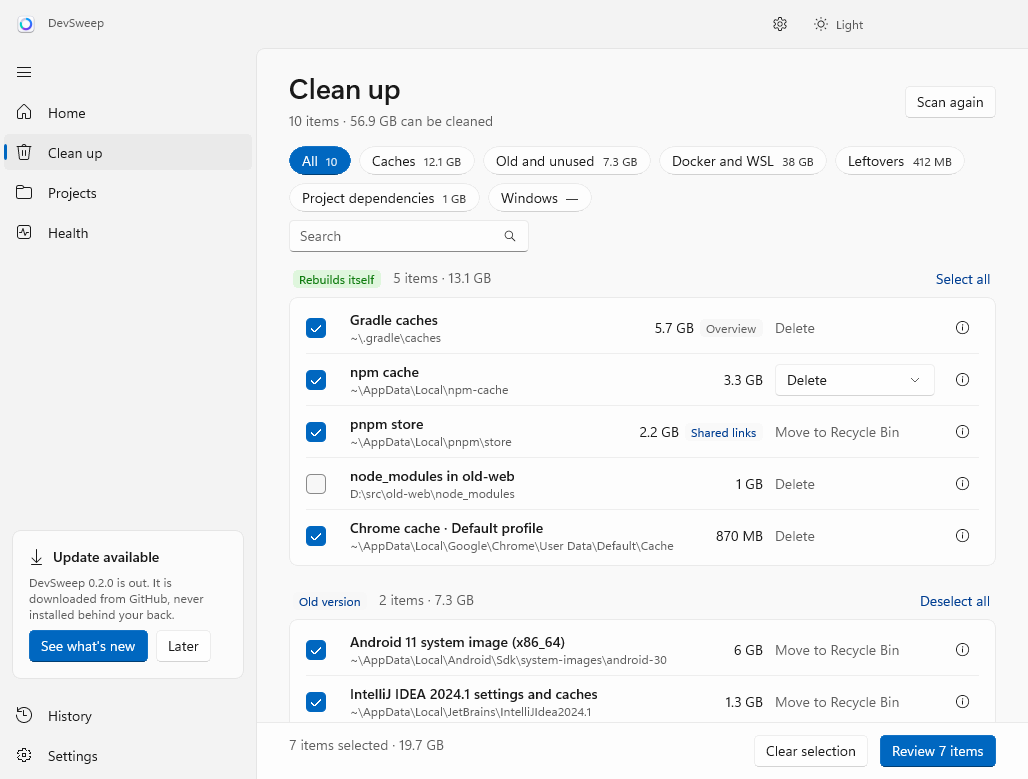 DevSweep
Light
Home
Clean up
Projects
Health
Update available
DevSweep 0.2.0 is out. It is
downloaded from GitHub, never
installed behind your back.
See what's new
Later
History
Settings
Clean up
10 items · 56.9 GB can be cleaned
Scan again
All 10
Caches 12.1 GB
Old and unused 7.3 GB
Docker and WSL 38 GB
Leftovers 412 MB
Project dependencies 1 GB
Windows —
Search
Rebuilds itself 5 items · 13.1 GB
Select all
Gradle caches
~\.gradle\caches
5.7 GB Overview Delete
npm cache
~\AppData\Local\npm-cache
3.3 GB Delete
pnpm store
~\AppData\Local\pnpm\store
2.2 GB Shared links Move to Recycle Bin
node_modules in old-web
D:\src\old-web\node_modules
1 GB Delete
Chrome cache · Default profile
~\AppData\Local\Google\Chrome\User Data\Default\Cache
870 MB Delete
Old version 2 items · 7.3 GB
Deselect all
Android 11 system image (x86_64)
~\AppData\Local\Android\Sdk\system-images\android-30
6 GB Move to Recycle Bin
IntelliJ IDEA 2024.1 settings and caches
~\AppData\Local\JetBrains\IntelliJIdea2024.1
1.3 GB Move to Recycle Bin
7 items selected · 19.7 GB
Clear selection
Review 7 items